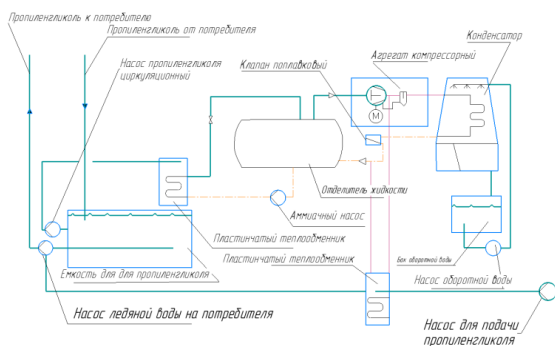 Пропиленгликоль к потребителю
Пропиленгликоль от потребителя
Насос пропиленгликоля
циркуляционный
Клапан поплавковый
Агрегат компрессорный
Конденсатор
М
Отделитель жидкости
Аммиачный насос
Пластинчатый теплообменник
Пластинчатый теплообменник
Бак оборотной воды
Емкость для для пропиленгликоля
Насос оборотной воды
Насос ледяной воды на потребителя
Насос для подачи
пропиленгликоля